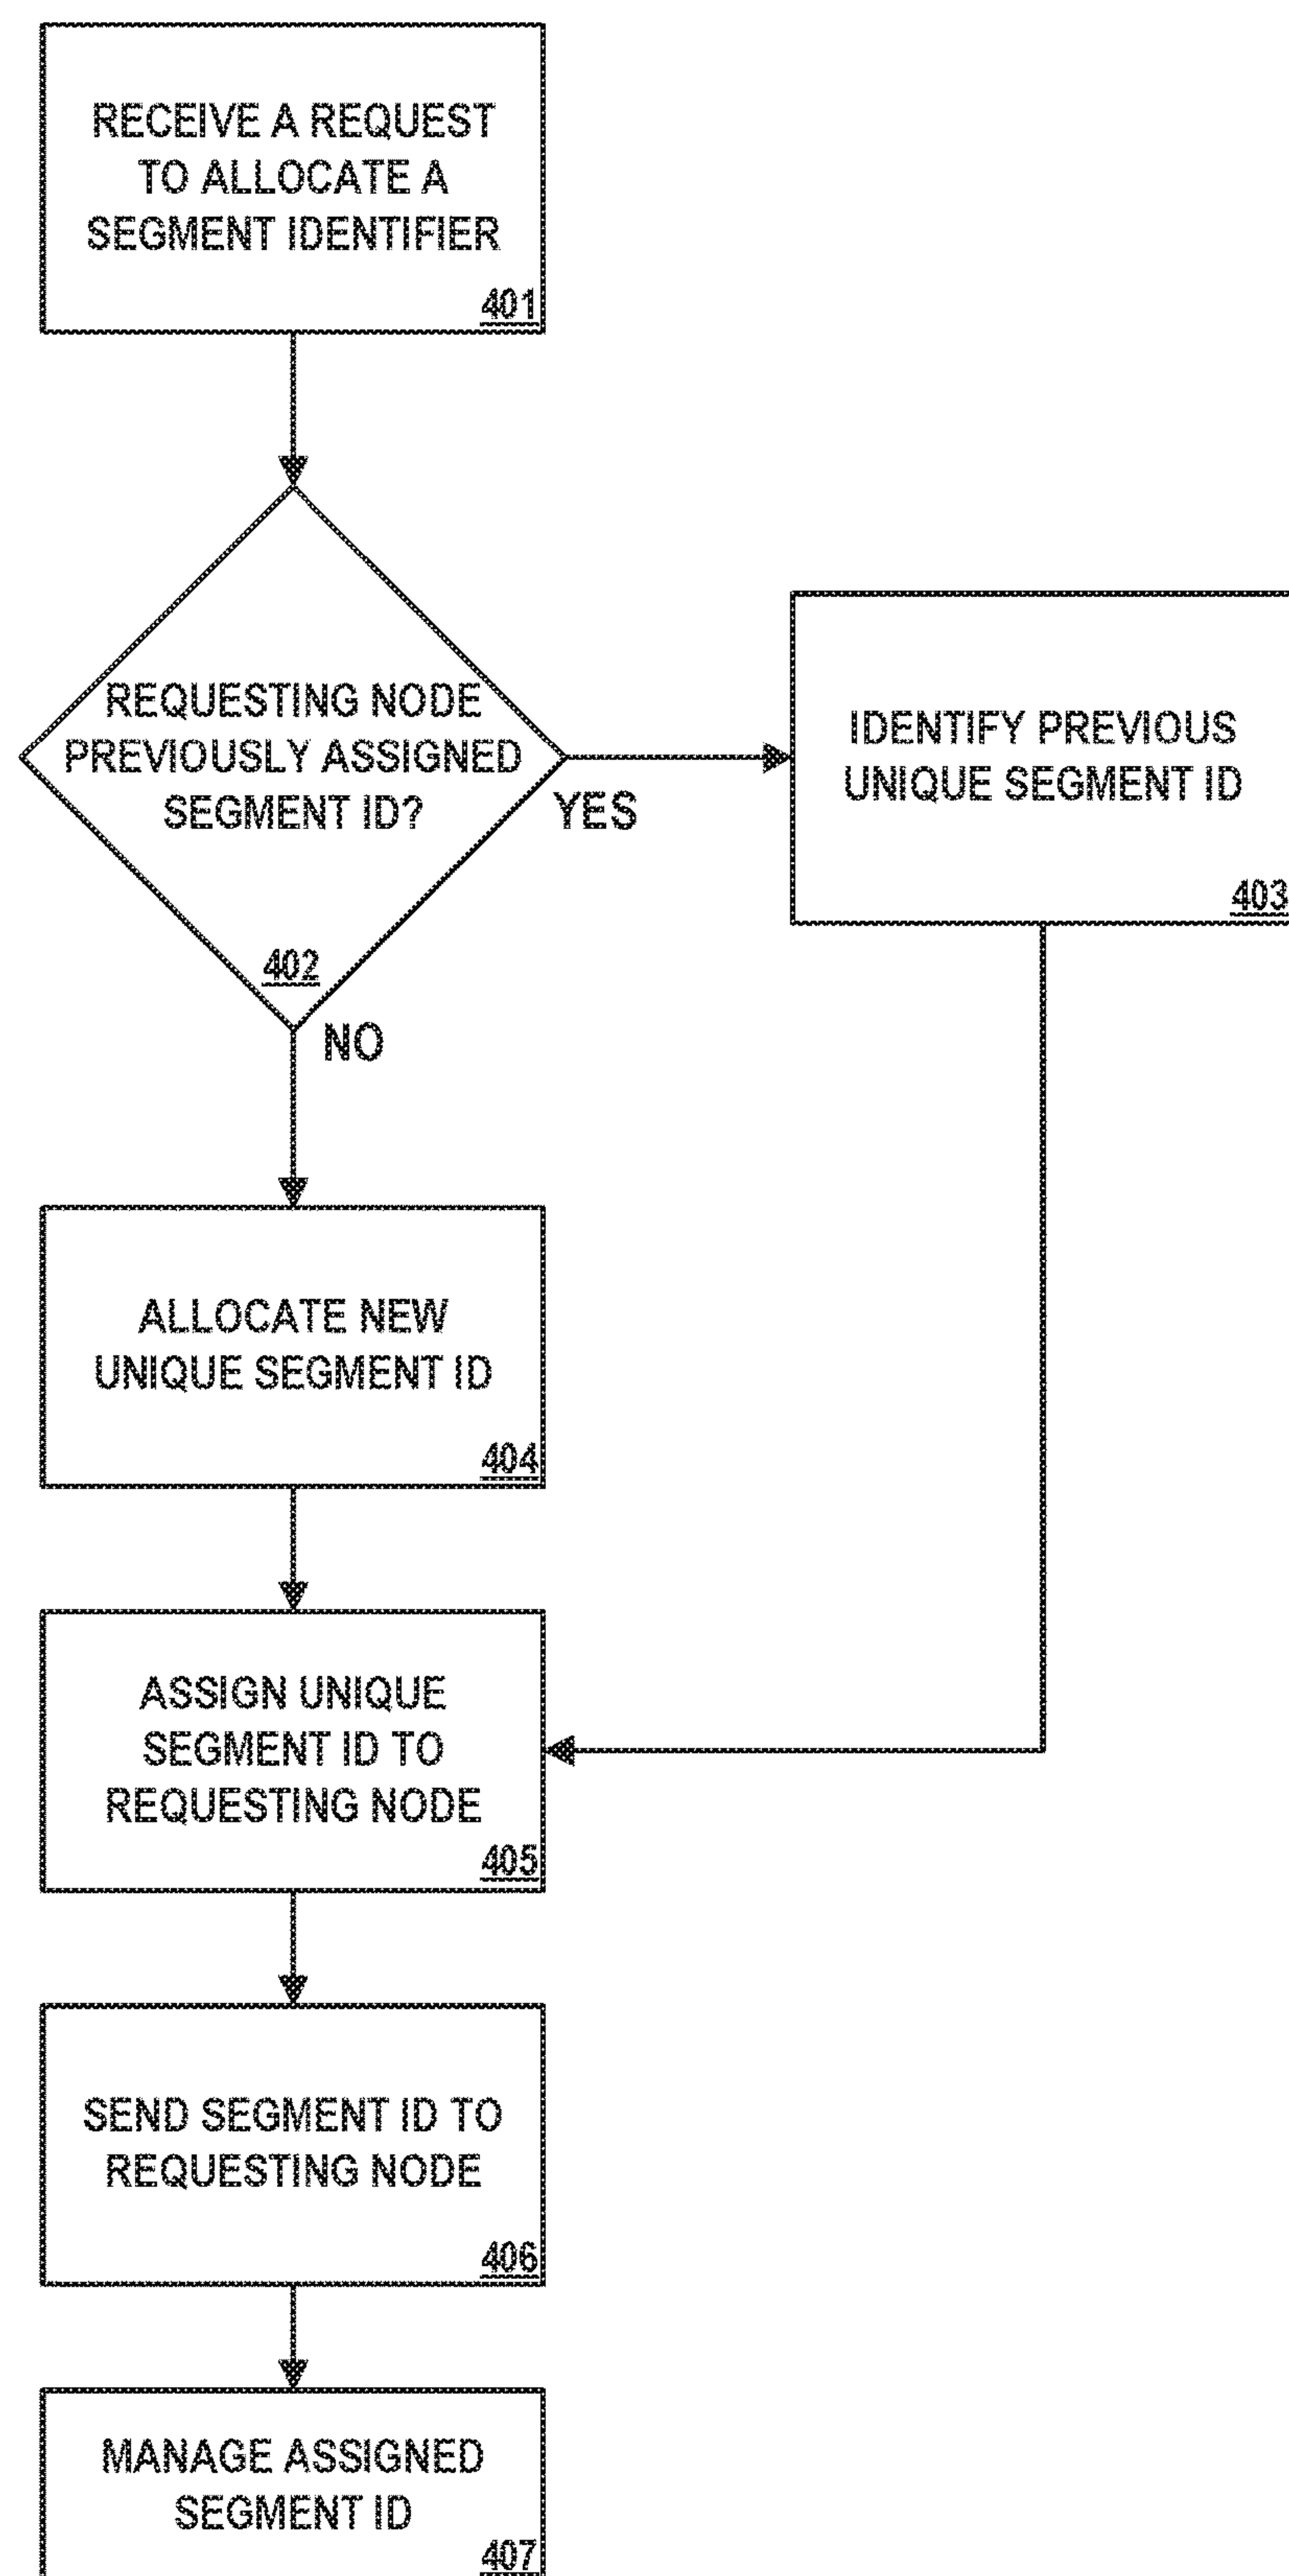 RECEIVE A REQUEST
TO ALLOCATE A
SEGMENT IDENTIFIER
401
REQUESTING NODE
PREVIOUSLY ASSIGNED
SEGMENT ID?
402
YES
NO
IDENTIFY PREVIOUS
UNIQUE SEGMENT ID
403
ALLOCATE NEW
UNIQUE SEGMENT ID
404
ASSIGN UNIQUE
SEGMENT ID TO
REQUESTING NODE
405
SEND SEGMENT ID TO
REQUESTING NODE
406
MANAGE ASSIGNED
SEGMENT ID
407